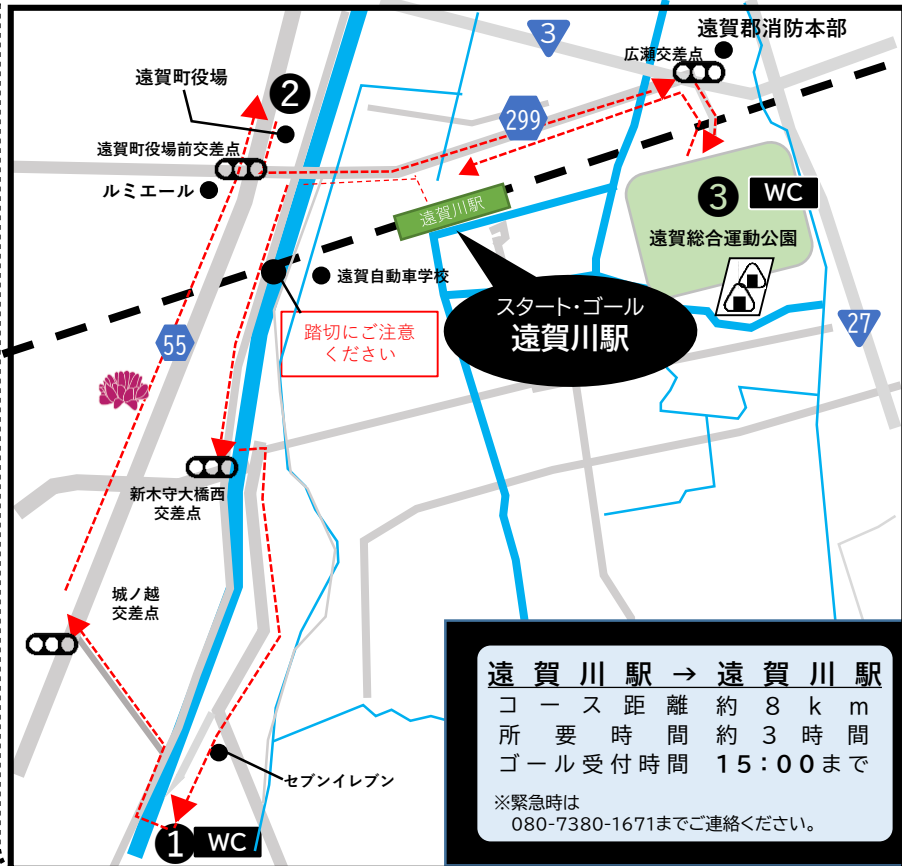 3
遠賀郡消防本部
広瀬交差点
遠賀町役場
2
299
遠賀町役場前交差点
ルミエール
3
WC
遠賀川駅
遠賀総合運動公園
遠賀自動車学校
スタート・ゴール
遠賀川駅
踏切にご注意
ください
55
27
新木守大橋西
交差点
城ノ越
交差点
セブンイレブン
1
WC
遠賀川駅→遠賀川駅
コース距離約8km
所要時間約3時間
ゴール受付時間 15:00まで
※緊急時は
080-7380-1671までご連絡ください。